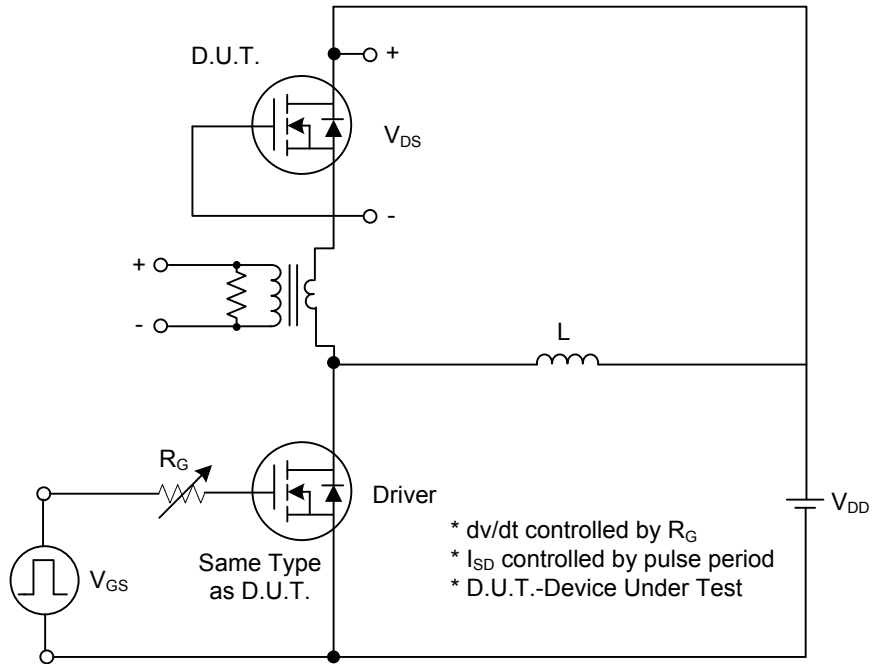 D.U.T.
+
V_DS
-
+
-
L
R_G
Driver
V_DD
V_GS
Same Type
as D.U.T.
* dv/dt controlled by R_G
* I_SD controlled by pulse period
* D.U.T.-Device Under Test